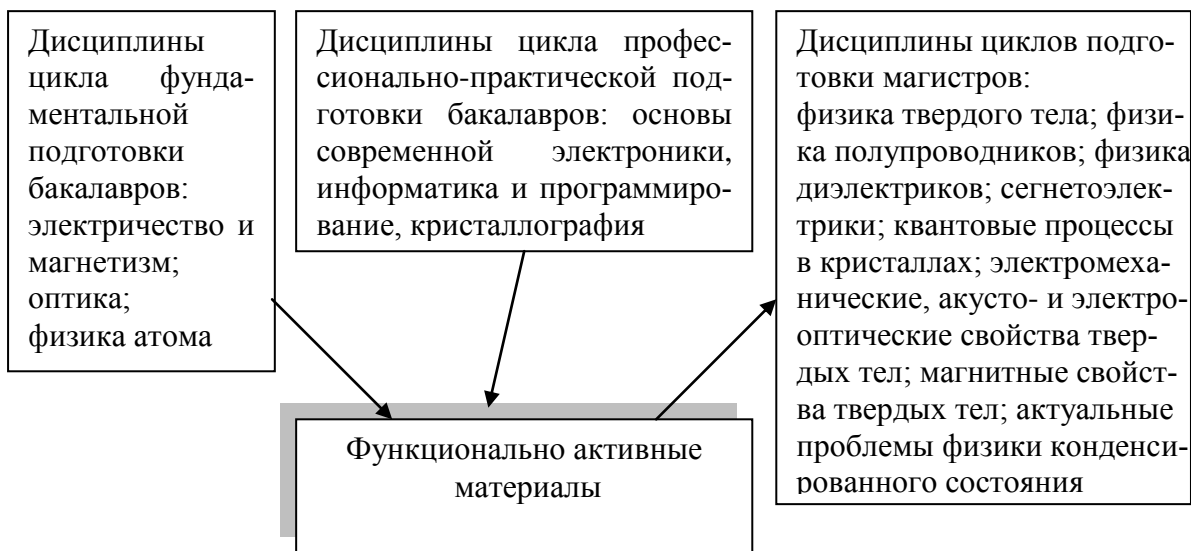 Дисциплины
цикла фунда-
ментальной
подготовки
бакалавров:
электричество и
магнетизм;
оптика;
физика атома
Дисциплины цикла профес-
сионально-практической под-
готовки бакалавров: основы
современной электроники,
информатика и программиро-
вание, кристаллография
Дисциплины циклов подго-
товки магистров:
физика твердого тела; физи-
ка полупроводников; физика
диэлектриков; сегнетоэлек-
трики; квантовые процессы
в кристаллах; электромеха-
нические, акусто- и электро-
оптические свойства твер-
дых тел; магнитные свойст-
ва твердых тел; актуальные
проблемы физики конденси-
рованного состояния
Функционально активные
материалы